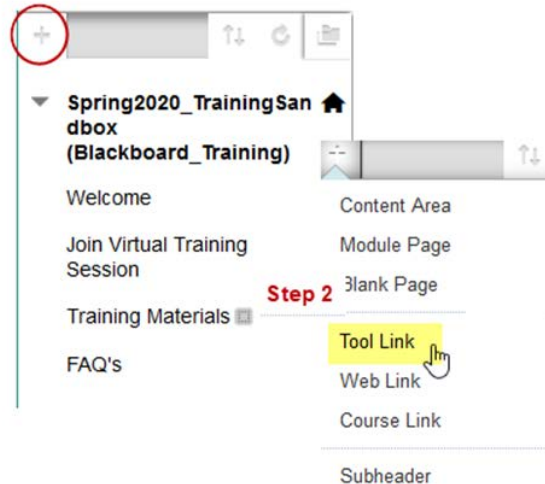 Spring2020_TrainingSan
dbox
(Blackboard_Training)
Welcome
Join Virtual Training
Session
Training Materials
FAQ's
Step 2
Content Area
Module Page
Blank Page
Tool Link
Web Link
Course Link
Subheader